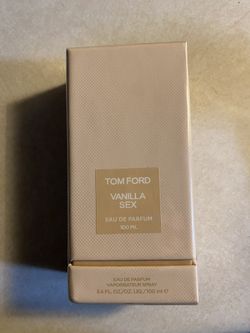 TOM FORD
VANILLA
SEX
EAU DE PARFUM
100 ML
EAU DE PARFUM
VAPORISATEUR SPRAY
3.4 FL. OZ./OZ. LIQ./100 ml ℮